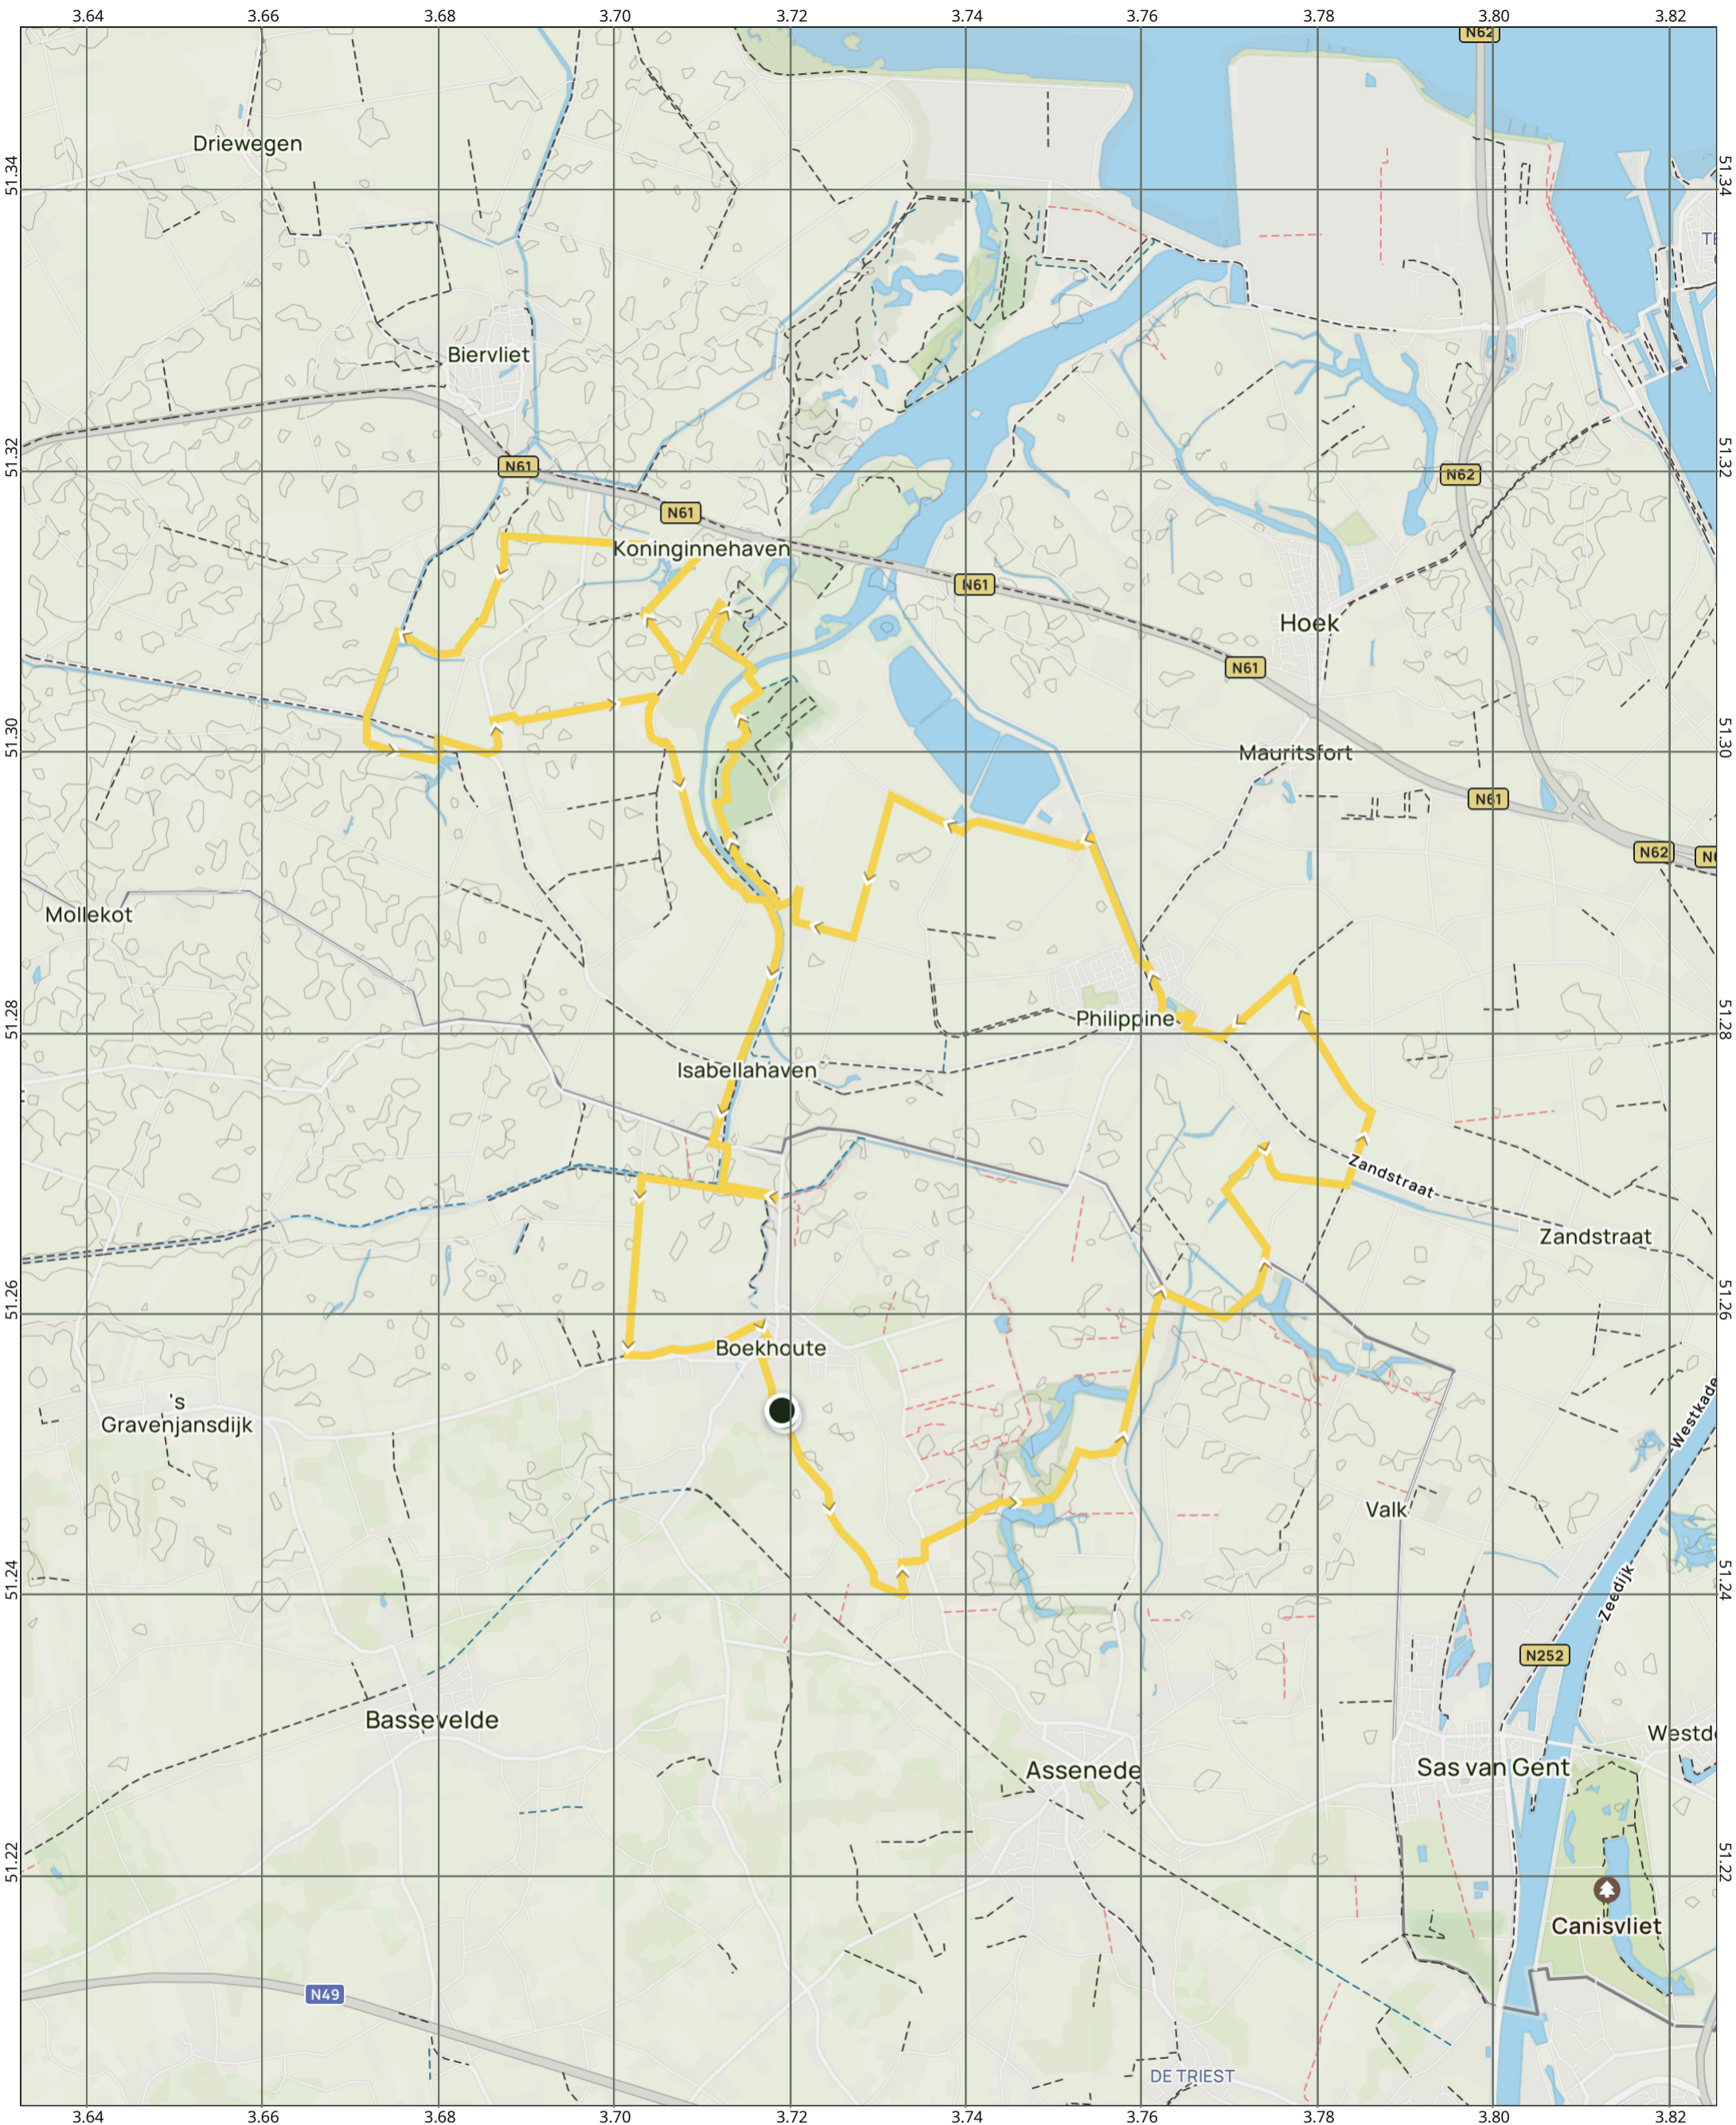 3.64 3.66 3.68 3.70 3.72 3.74 3.76 3.78 3.80 3.82
N62
Driewegen
51.34 51.34
TE
Biervliet
51.32 51.32
N61
N62
N61
Koninginnehaven
N61
Hoek
N61
51.30 51.30
Mauritsfort
N61
N62
Mollekot
51.28 51.28
Philippine
Isabellahaven
Zandstraat
Zandstraat
51.26 51.26
Boekhoute
's
Gravenjansdijk
Westkade
Valk
51.24 51.24
Zeedijk
N252
Bassevelde
Westd
Sas van Gent
Assenede
51.22 51.22
Canisvliet
N49
DE TRIEST
3.64 3.66 3.68 3.70 3.72 3.74 3.76 3.78 3.80 3.82